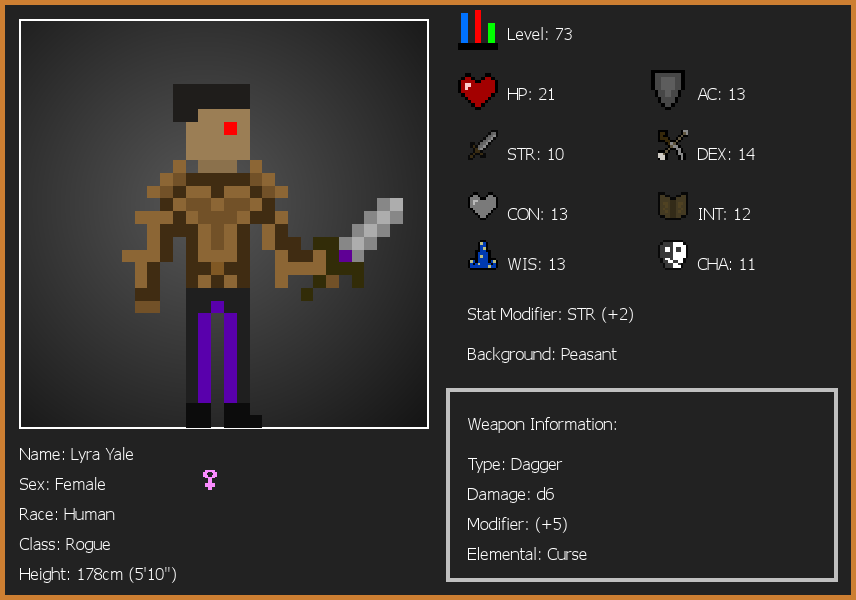 Level: 73
HP: 21
AC: 13
STR: 10
DEX: 14
CON: 13
INT: 12
WIS: 13
CHA: 11
Stat Modifier: STR (+2)
Background: Peasant
Weapon Information:
Type: Dagger
Damage: d6
Modifier: (+5)
Elemental: Curse
Name: Lyra Yale
Sex: Female
Race: Human
Class: Rogue
Height: 178cm (5'10")